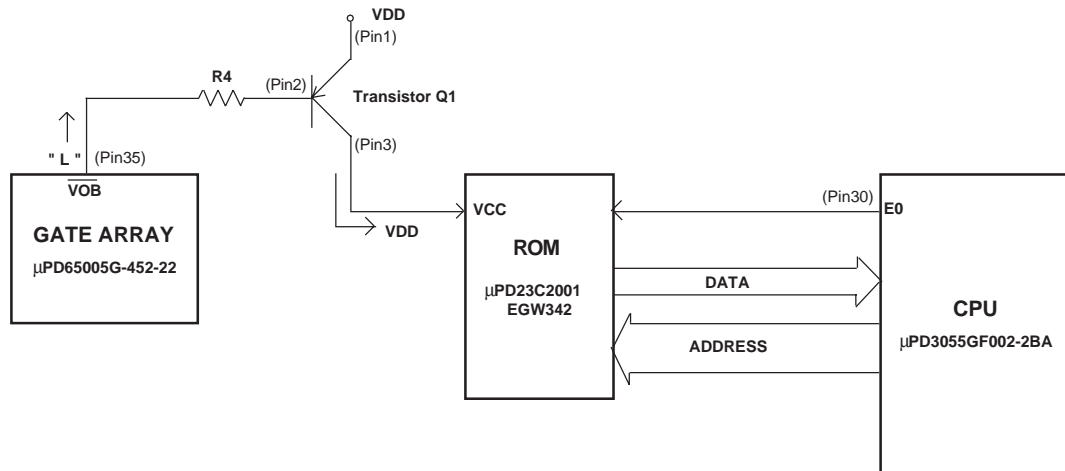 VDD
(Pin1)
R4
(Pin2)
Transistor Q1
(Pin3)
" L "
(Pin35)
VOB
GATE ARRAY
µPD65005G-452-22
VCC
VDD
ROM
µPD23C2001
EGW342
(Pin30)
E0
DATA
ADDRESS
CPU
µPD3055GF002-2BA